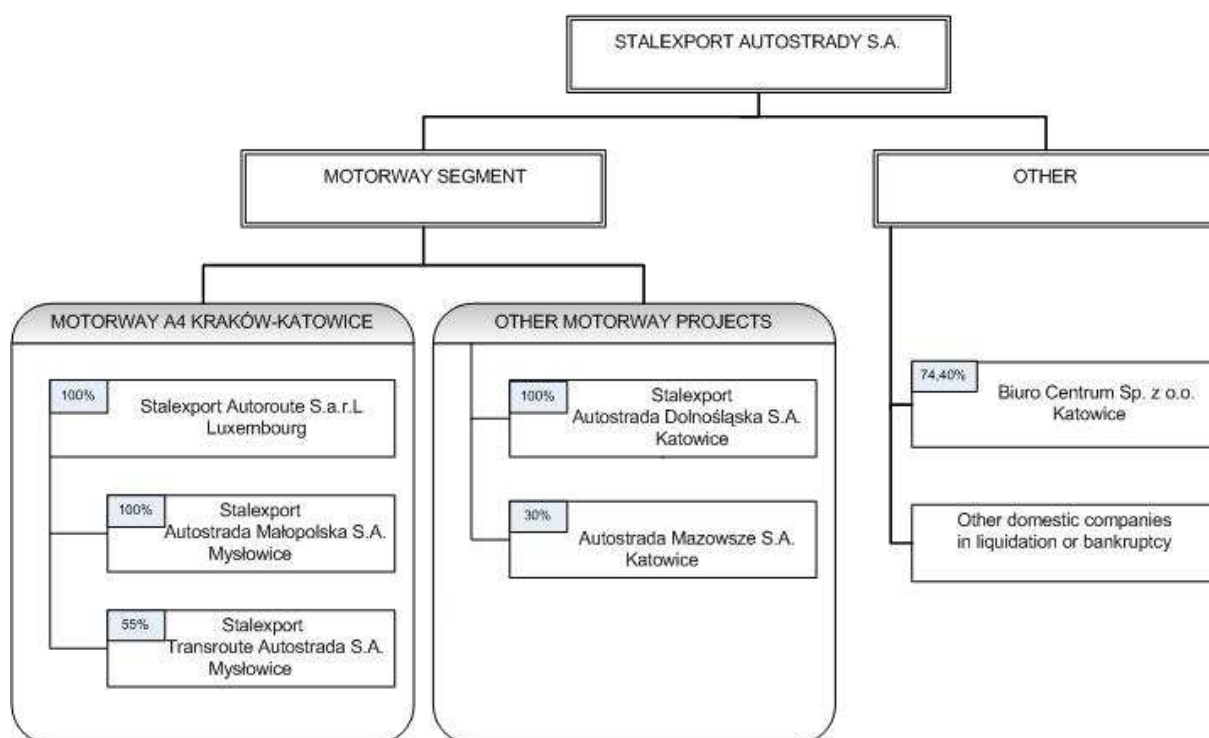 STALEXPORT AUTOSTRADY S.A.
MOTORWAY SEGMENT
OTHER
MOTORWAY A4 KRAKÓW-KATOWICE
OTHER MOTORWAY PROJECTS
100%
Stalexport Autoroute S.a.r.L
Luxembourg
100%
Stalexport
Autostrada Małopolska S.A.
Mysłowice
55%
Stalexport
Transroute Autostrada S.A.
Mysłowice
100%
Stalexport
Autostrada Dolnośląska S.A.
Katowice
30%
Autostrada Mazowsze S.A.
Katowice
74,40%
Biuro Centrum Sp. z o.o.
Katowice
Other domestic companies
in liquidation or bankruptcy